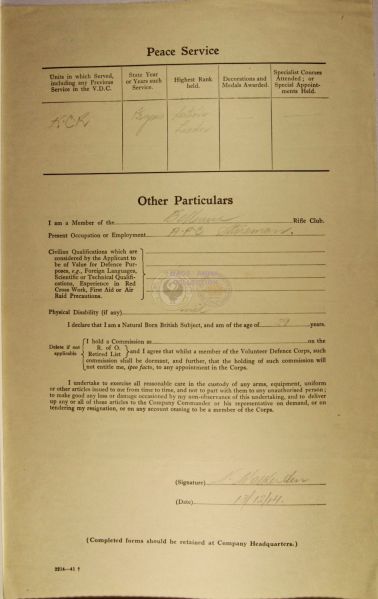 Peace Service
Units in which Served, including any Previous Service in the V.D.C.
State Year or Years such Service.
Highest Rank held.
Decorations and Medals Awarded.
Specialist Courses Attended; or Special Appointments Held.
Section
Leader
Other Particulars
I am a Member of the Rifle Club.
Present Occupation or Employment Storeman.
Civilian Qualifications which are
considered by the Applicant to
be of Value for Defence Pur-
poses, e.g., Foreign Languages,
Scientific or Technical Qualifi-
cations, Experience in Red
Cross Work, First Aid or Air
Raid Precautions.
Physical Disability (if any) nil
I declare that I am a Natural Born British Subject, and am of the age of years.
Delete if not applicable
I hold a Commission as on the
R. of O.
Retired List
and I agree that whilst a member of the Volunteer Defence Corps, such
commission shall be dormant, and further, that the holding of such commission will
not entitle me, ipso facto, to any appointment in the Corps.
I undertake to exercise all reasonable care in the custody of any arms, equipment, uniform
or other articles issued to me from time to time, and not to part with them to any unauthorised person;
to make good any loss or damage occasioned by my non-observance of this undertaking, and to deliver
up any or all of these articles to the Company Commander or his representative on demand, or on
tendering my resignation, or on any account ceasing to be a member of the Corps.
(Signature)
(Date)
(Completed forms should be retained at Company Headquarters.)